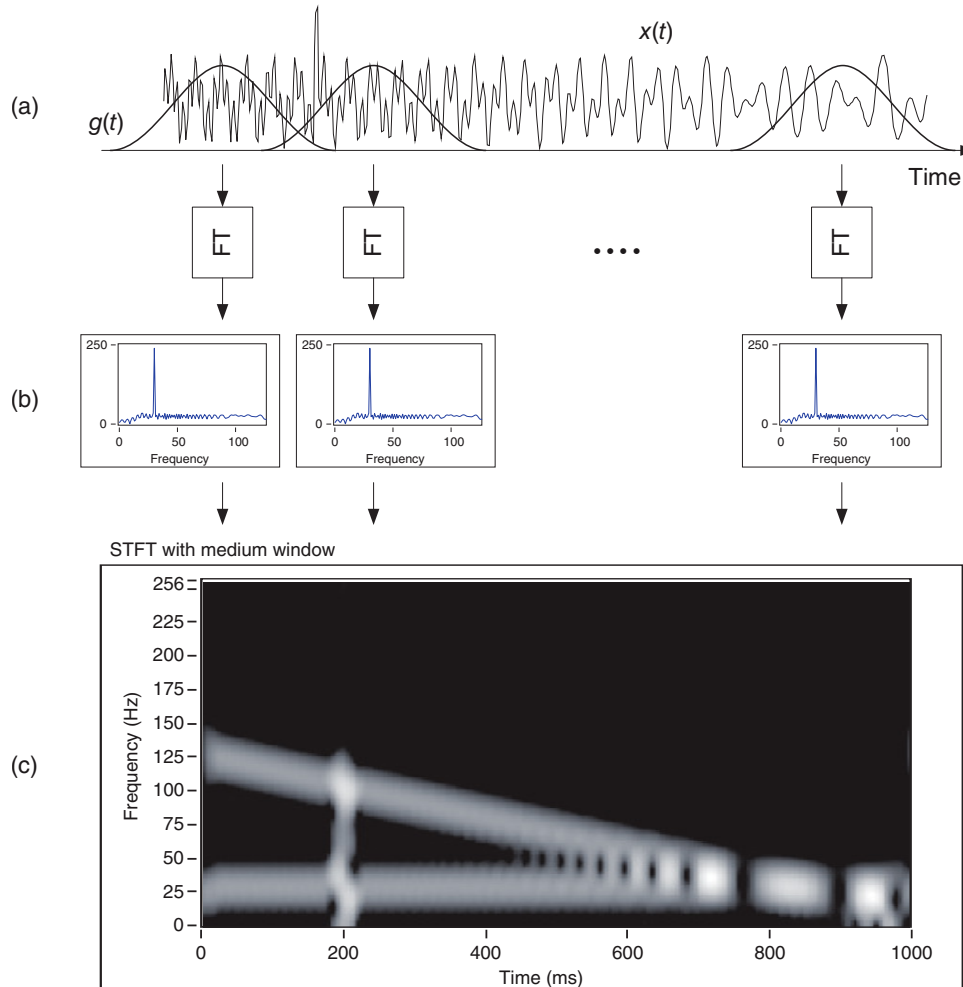 x(t)
(a)
g(t)
Time
FT FT •••• FT
(b)
250 250 250
0 0 0
0 50 100 0 50 100 0 50 100
Frequency Frequency Frequency
STFT with medium window
(c)
Frequency (Hz)
256
225
200
175
150
125
100
75
50
25
0
0 200 400 600 800 1000
Time (ms)